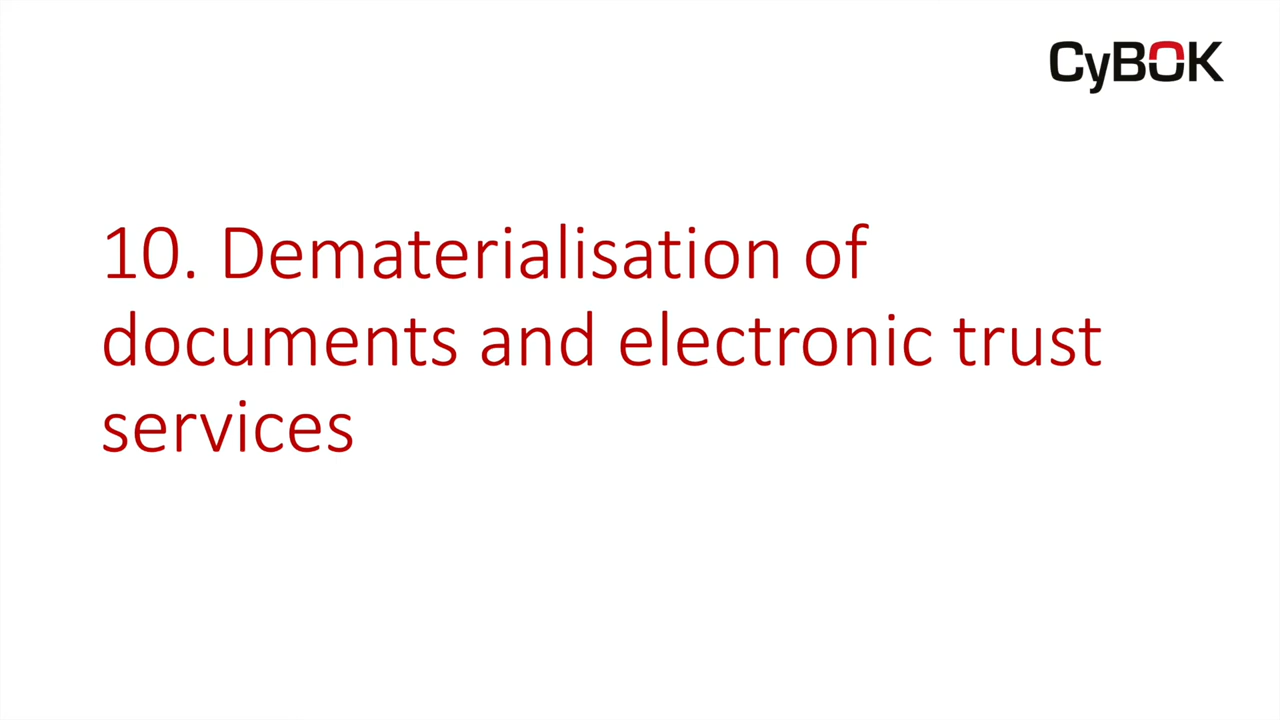 CyBOK
10. Dematerialisation of
documents and electronic trust
services